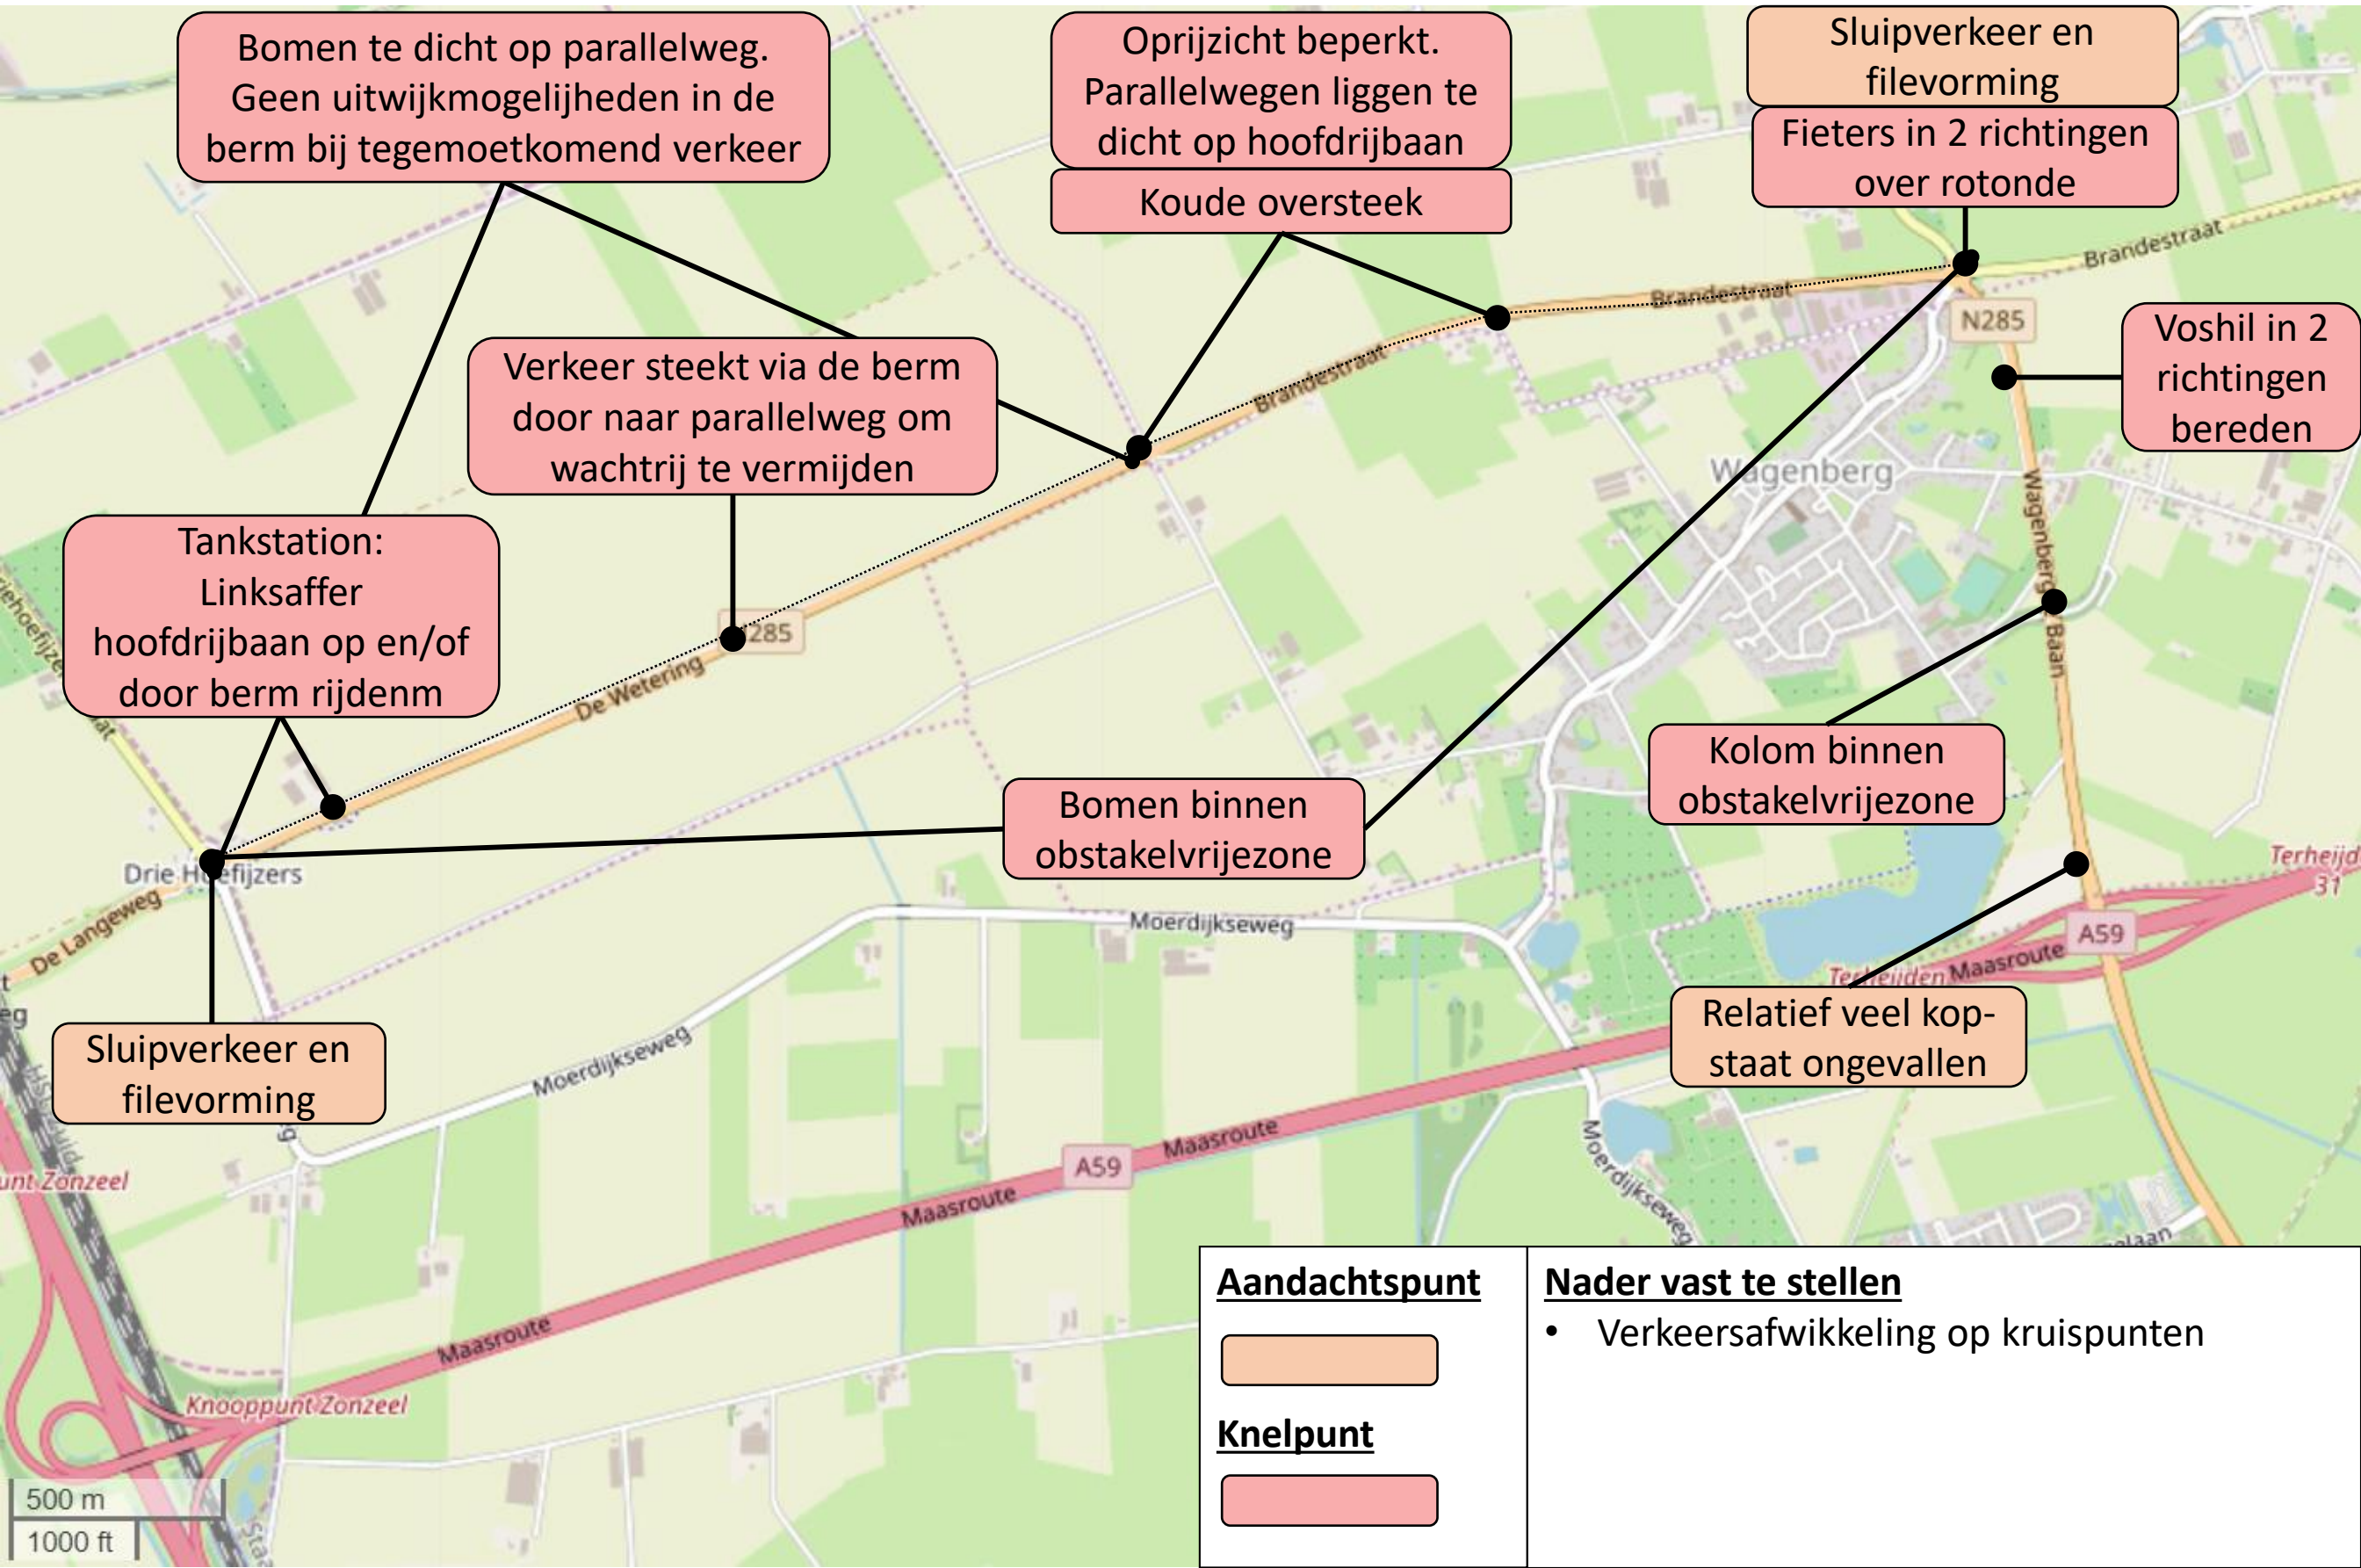 Bomen te dicht op parallelweg.
Geen uitwijkmogelijheden in de
berm bij tegemoetkomend verkeer
Oprijzicht beperkt.
Parallelwegen liggen te
dicht op hoofdrijbaan
Koude oversteek
Sluipverkeer en
filevorming
Fieters in 2 richtingen
over rotonde
Brandestraat
Brandestraat
N285
Voshil in 2
richtingen
bereden
Verkeer steekt via de berm
door naar parallelweg om
wachtrij te vermijden
Brandestraat
Wagenberg
Wagenberg
Baan
Tankstation:
Linksaffer
hoofdrijbaan op en/of
door berm rijdenm
285
De Wetering
Kolom binnen
obstakelvrijezone
Bomen binnen
obstakelvrijezone
Drie Hoefijzers
De Langeweg
Moerdijkseweg
Terheijd
31
A59
Terheijden
Maasroute
Relatief veel kop-
staat ongevallen
Sluipverkeer en
filevorming
Moerdijkseweg
Maasroute
A59
Maasroute
Moerdijkseweg
unt Zonzeel
Maasroute
Knooppunt Zonzeel
elaan
500 m
1000 ft
Aandachtspunt
Knelpunt
Nader vast te stellen
• Verkeersafwikkeling op kruispunten